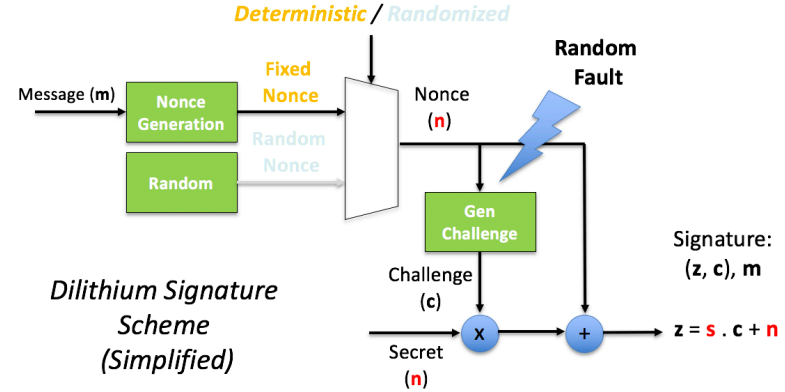 Deterministic / Randomized
Random
Fault
Fixed
Nonce
Message (m)
Nonce
Generation
Nonce
(n)
Random
Nonce
Random
Gen
Challenge
Signature:
(z, c), m
Challenge
(c)
Dilithium Signature
Scheme
(Simplified)
x
+
z = s . c + n
Secret
(n)